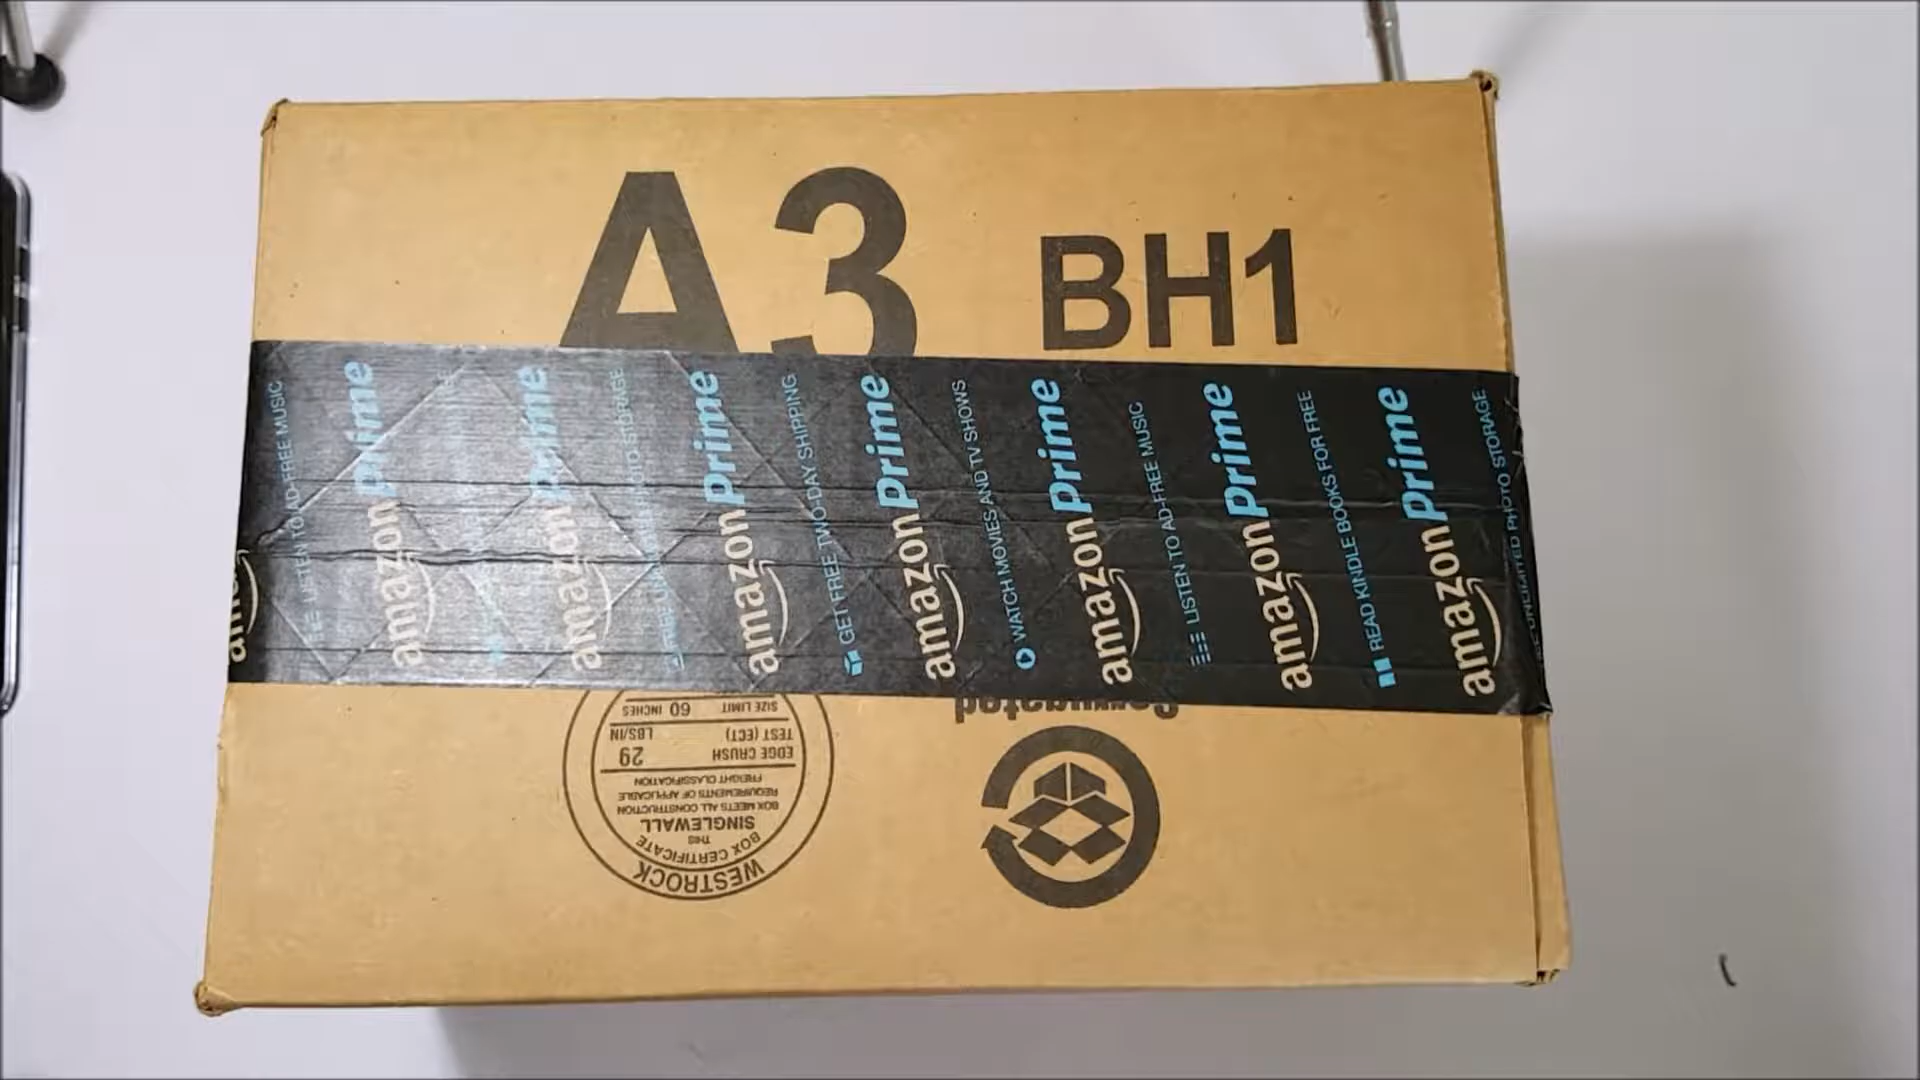 A3 BH1
LISTEN TO AD-FREE MUSIC
amazon Prime
amazon Prime
PHOTO STORAGE
amazon Prime
GET FREE TWO-DAY SHIPPING
amazon Prime
WATCH MOVIES AND TV SHOWS
amazon Prime
LISTEN TO AD-FREE MUSIC
amazon Prime
READ KINDLE BOOKS FOR FREE
amazon Prime
UNLIMITED PHOTO STORAGE
Corrugated
SIZE LIMIT 60 INCHES
EDGE CRUSH TEST (ECT) 29 LBS/IN
BOX MEETS ALL CONSTRUCTION
REQUIREMENTS OF APPLICABLE
FREIGHT CLASSIFICATION
THIS
SINGLEWALL
BOX CERTIFICATE
WESTROCK